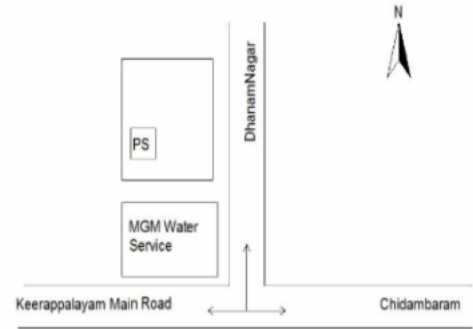 N
DhanamNagar
PS
MGM Water
Service
Keerappalayam Main Road
Chidambaram